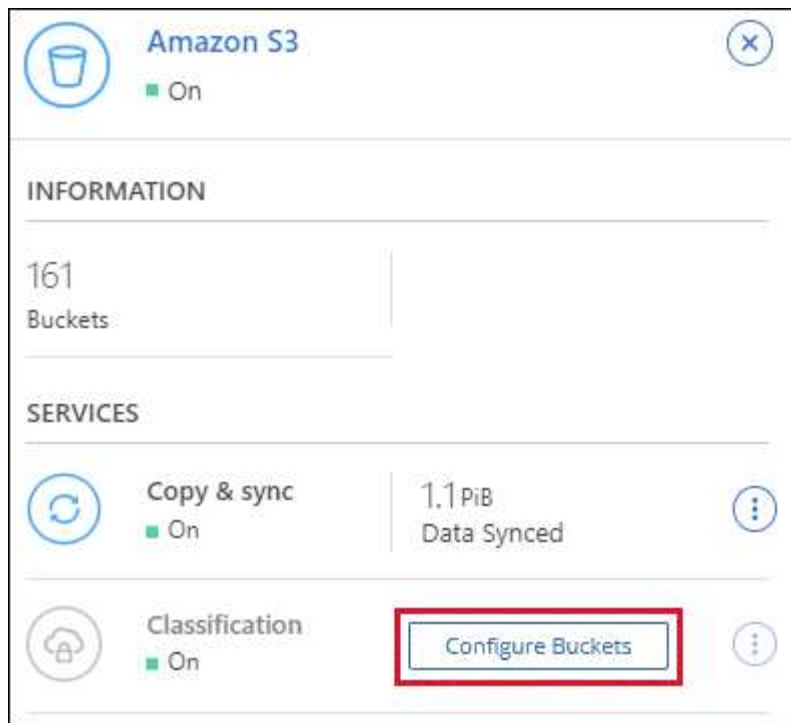 Amazon S3
On
INFORMATION
161
Buckets
SERVICES
Copy & sync
On
1.1 PiB
Data Synced
Classification
On
Configure Buckets